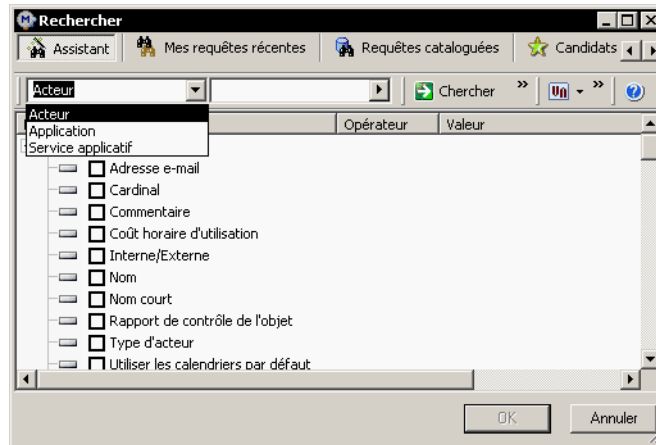 Rechercher
Assistant Mes requêtes récentes Requêtes cataloguées Candidats
Acteur Chercher »  »
Acteur Opérateur Valeur
Application
Service applicatif
Adresse e-mail
Cardinal
Commentaire
Coût horaire d'utilisation
Interne/Externe
Nom
Nom court
Rapport de contrôle de l'objet
Type d'acteur
Utiliser les calendriers par défaut
OK Annuler